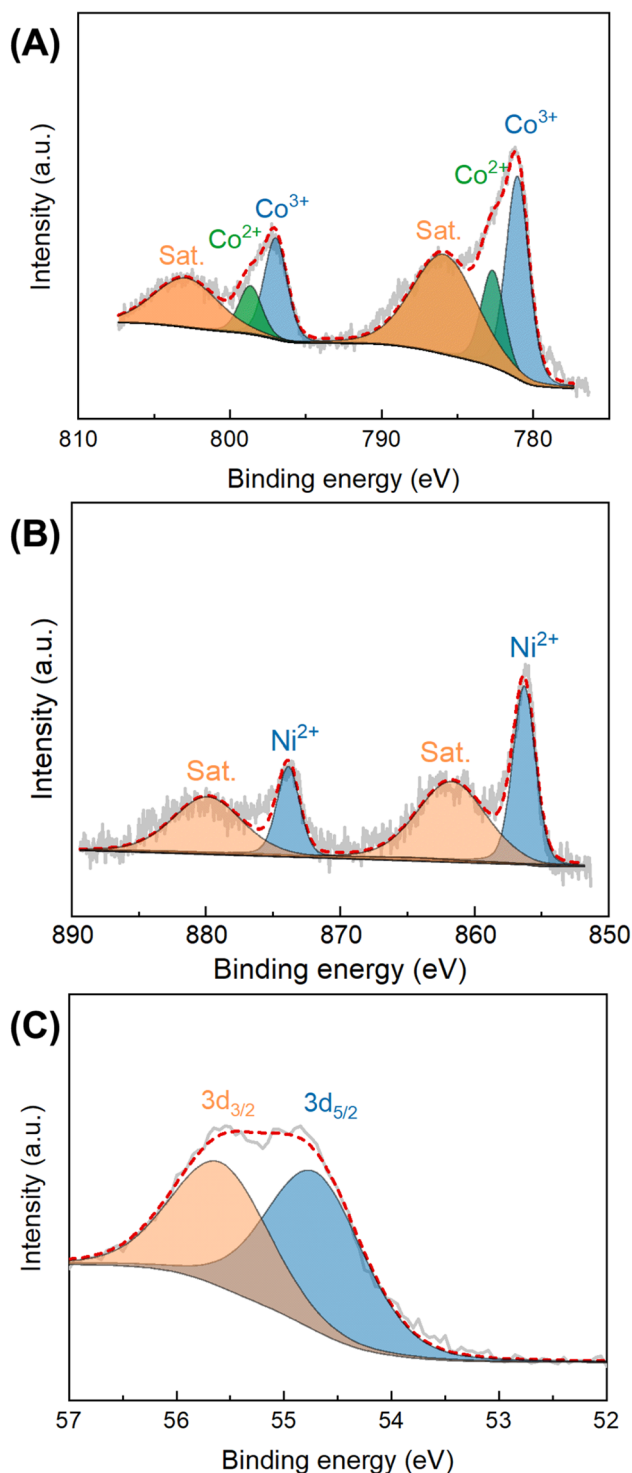 (A)
Co³⁺
Co²⁺
Co³⁺
Co²⁺
Sat.
Sat.
Intensity (a.u.)
810 800 790 780
Binding energy (eV)
(B)
Ni²⁺
Ni²⁺
Sat.
Sat.
Intensity (a.u.)
890 880 870 860 850
Binding energy (eV)
(C)
3d₃/₂ 3d₅/₂
Intensity (a.u.)
57 56 55 54 53 52
Binding energy (eV)